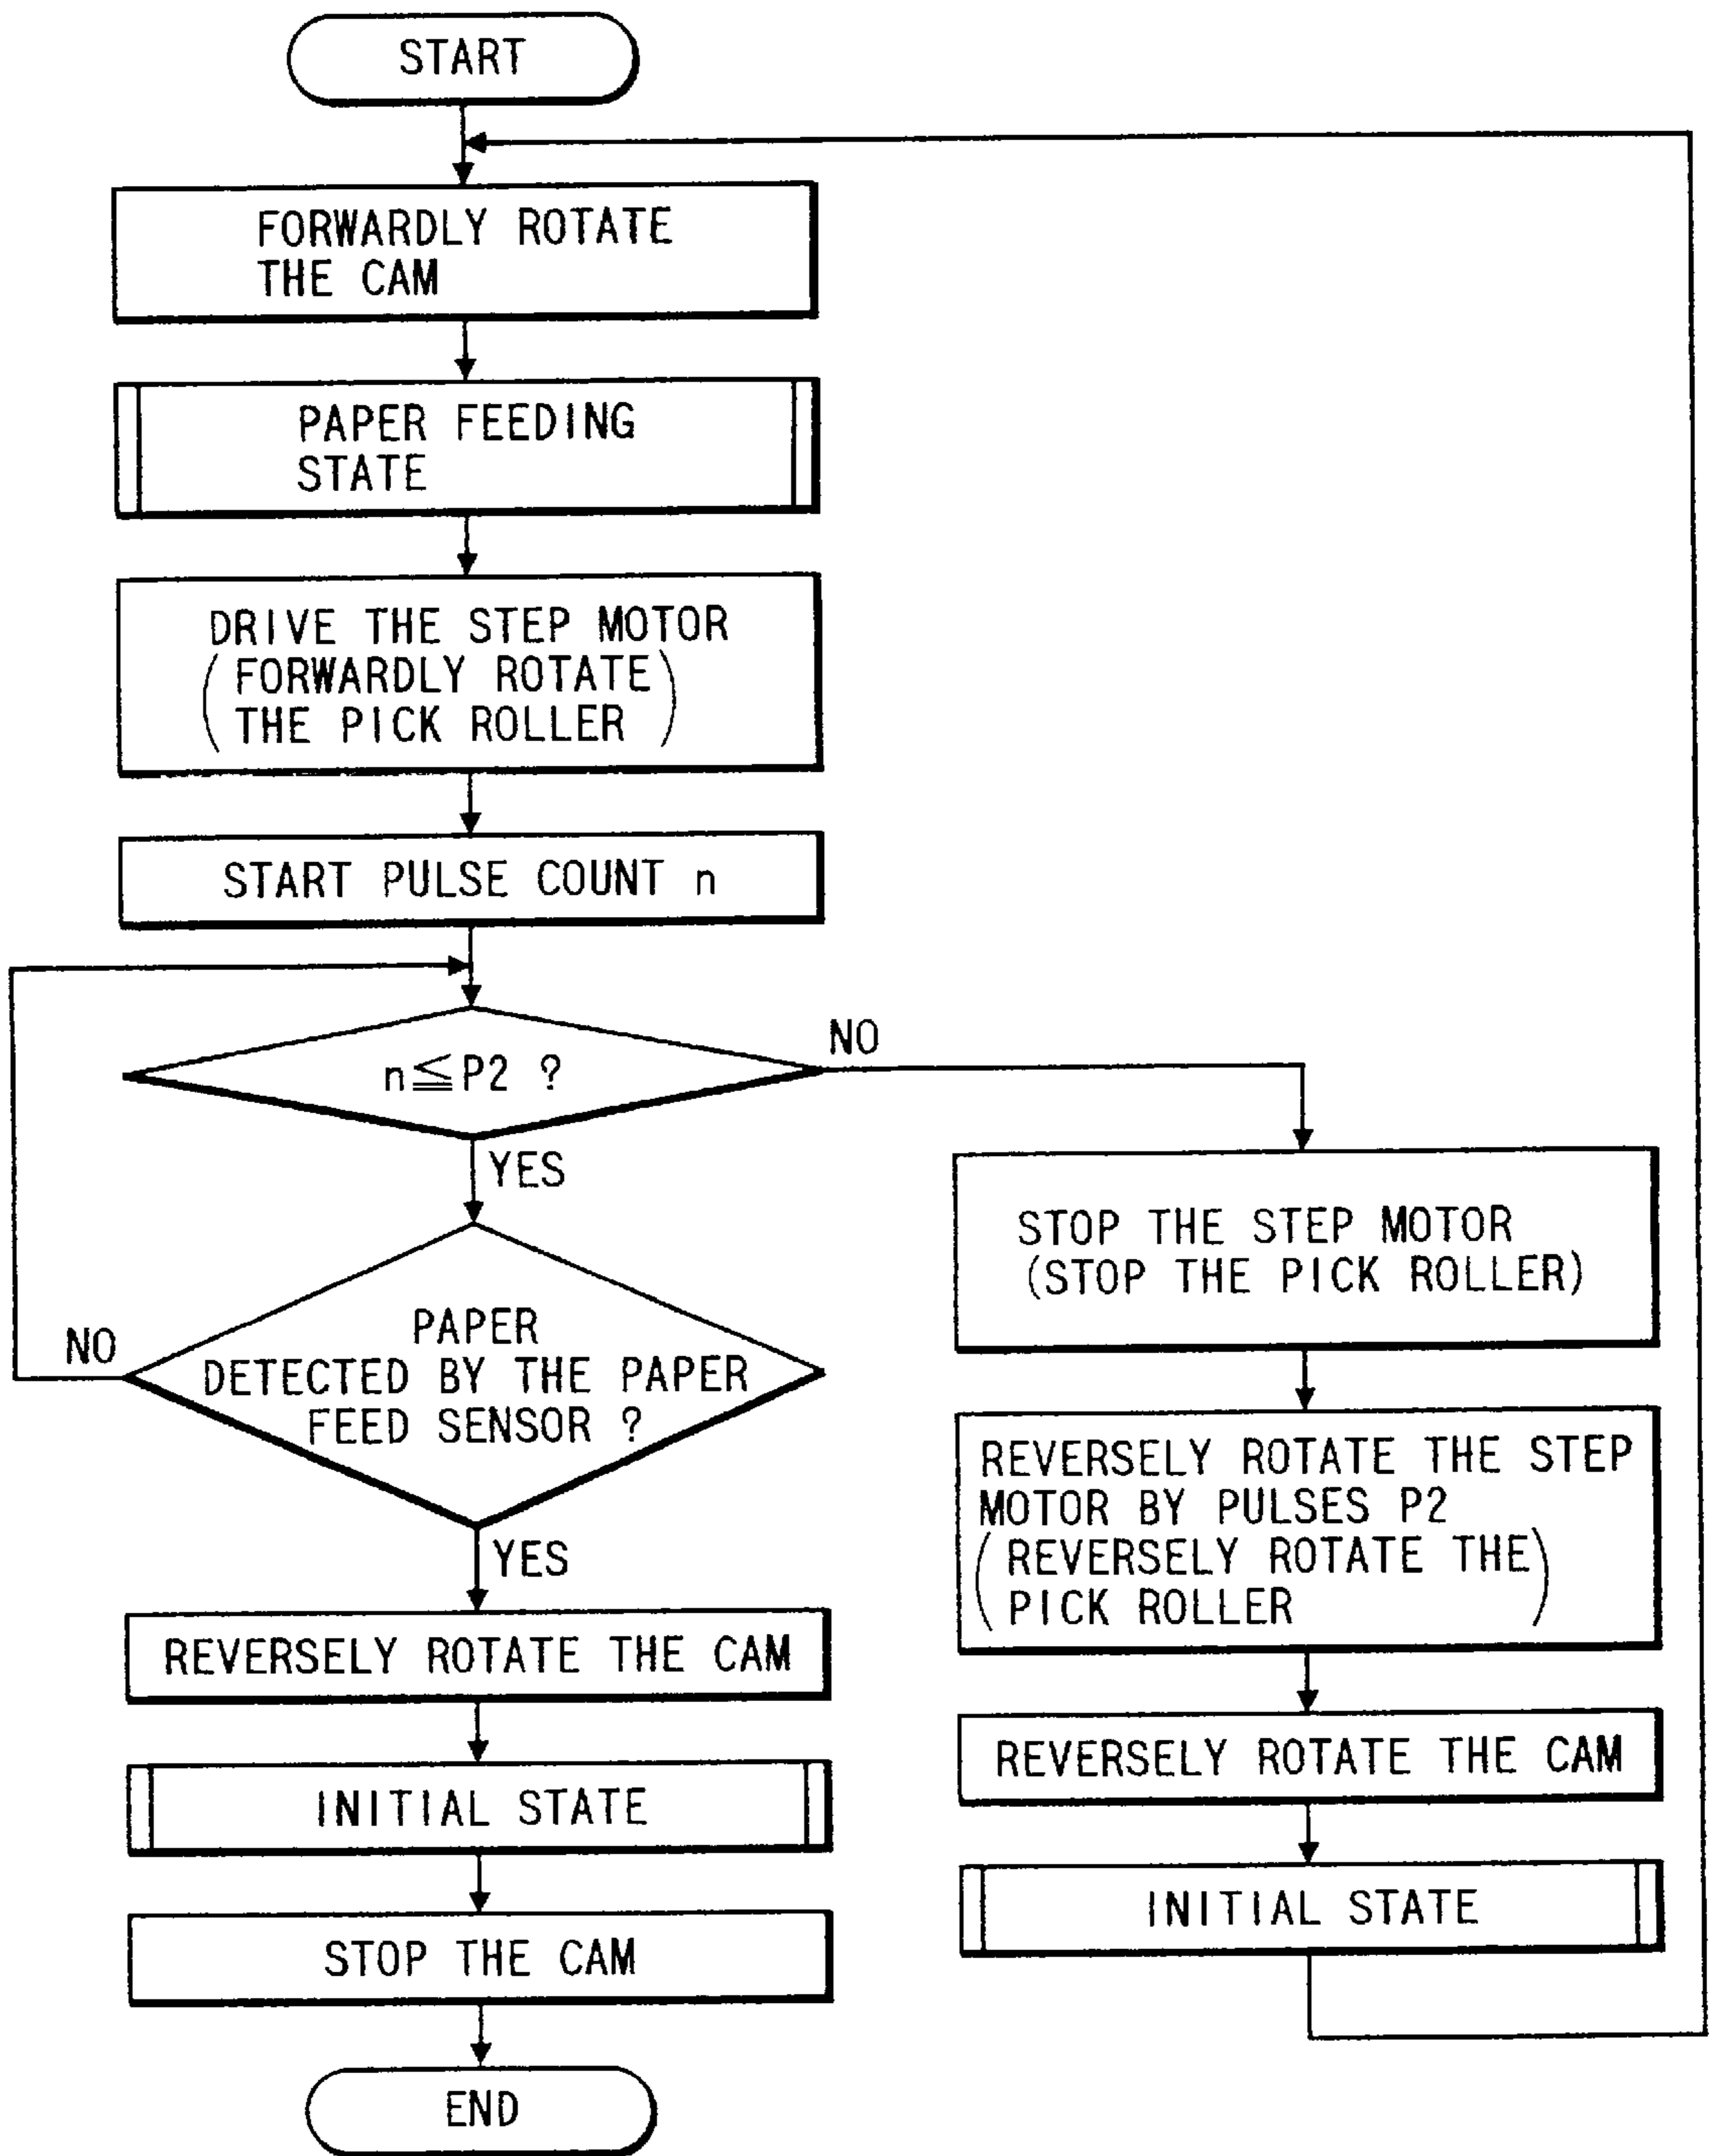 START
FORWARDLY ROTATE
THE CAM
PAPER FEEDING
STATE
DRIVE THE STEP MOTOR
(FORWARDLY ROTATE
THE PICK ROLLER)
START PULSE COUNT n
n≦P2 ?
NO
YES
PAPER
DETECTED BY THE PAPER
FEED SENSOR ?
NO
YES
REVERSELY ROTATE THE CAM
INITIAL STATE
STOP THE CAM
END
STOP THE STEP MOTOR
(STOP THE PICK ROLLER)
REVERSELY ROTATE THE STEP
MOTOR BY PULSES P2
(REVERSELY ROTATE THE
PICK ROLLER)
REVERSELY ROTATE THE CAM
INITIAL STATE